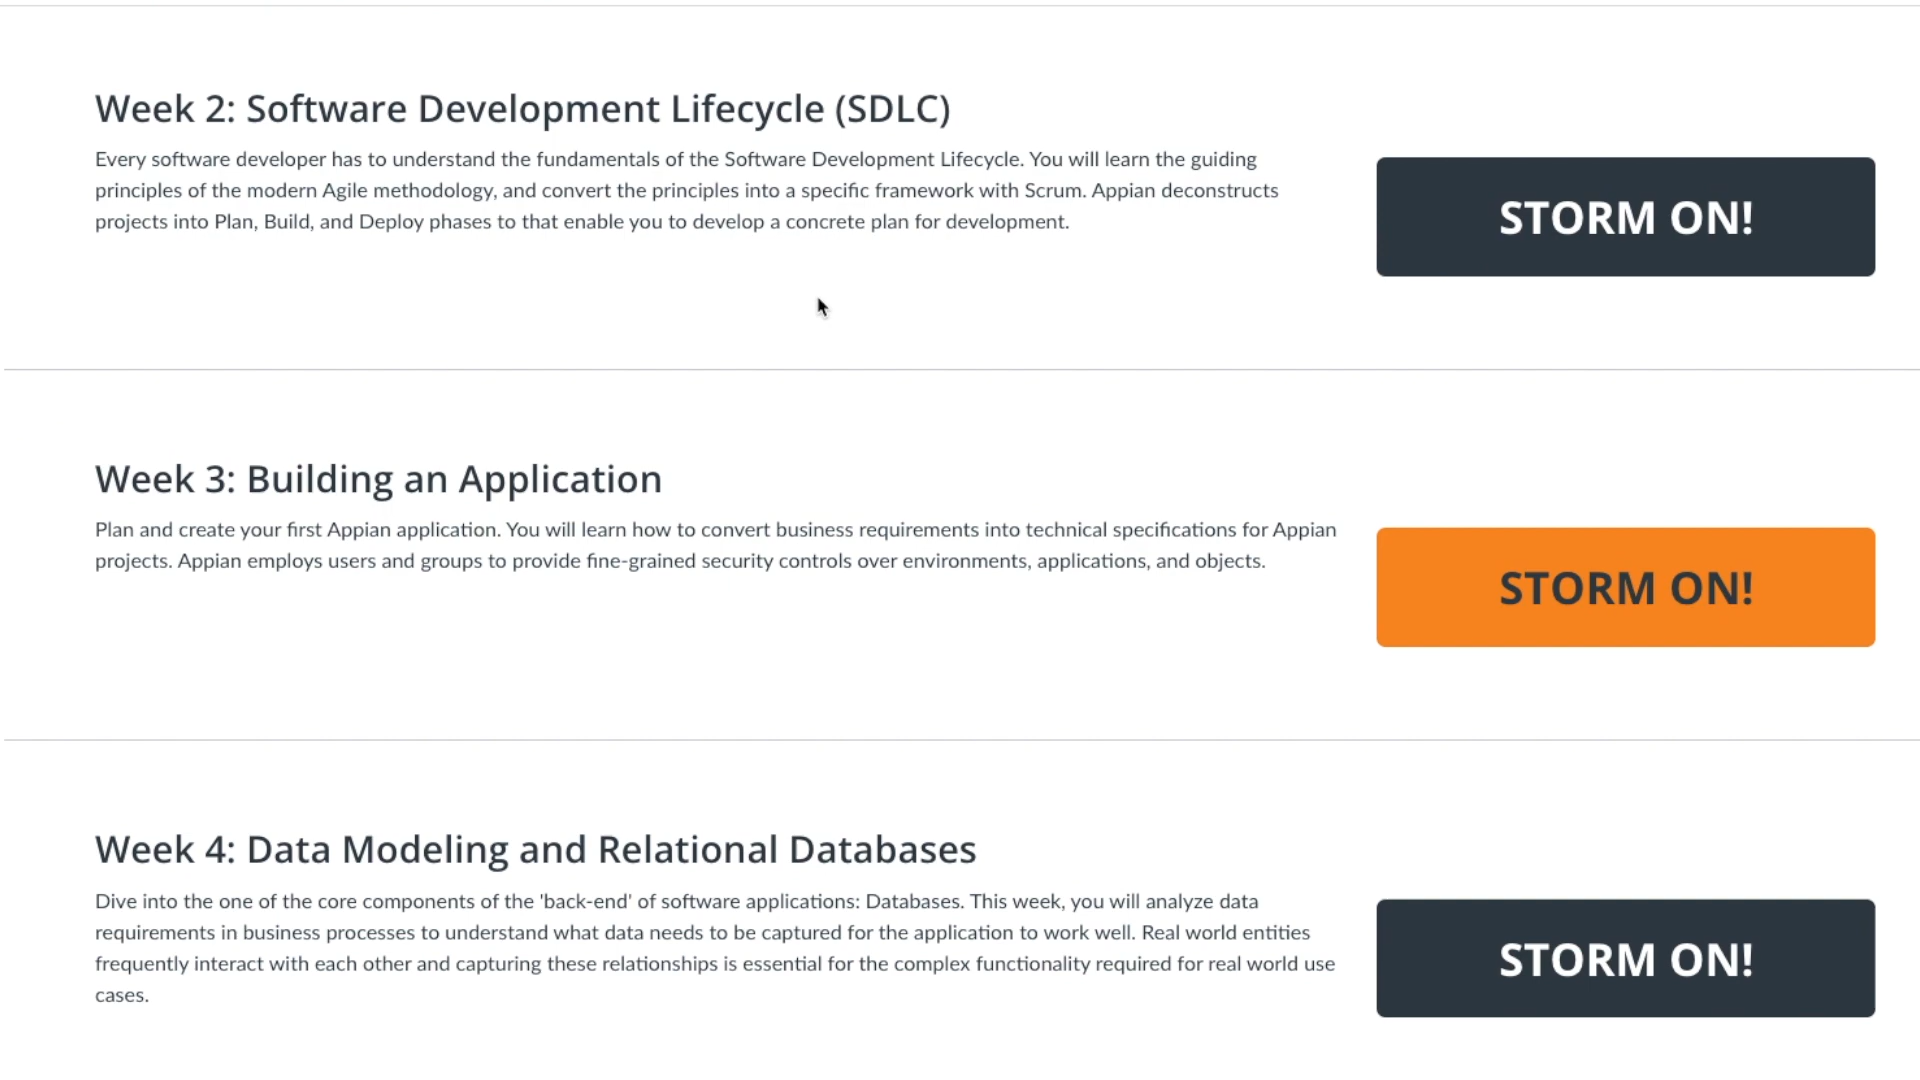 Week 2: Software Development Lifecycle (SDLC)
Every software developer has to understand the fundamentals of the Software Development Lifecycle. You will learn the guiding
principles of the modern Agile methodology, and convert the principles into a specific framework with Scrum. Appian deconstructs
projects into Plan, Build, and Deploy phases to that enable you to develop a concrete plan for development.
STORM ON!
Week 3: Building an Application
Plan and create your first Appian application. You will learn how to convert business requirements into technical specifications for Appian
projects. Appian employs users and groups to provide fine-grained security controls over environments, applications, and objects.
STORM ON!
Week 4: Data Modeling and Relational Databases
Dive into the one of the core components of the 'back-end' of software applications: Databases. This week, you will analyze data
requirements in business processes to understand what data needs to be captured for the application to work well. Real world entities
frequently interact with each other and capturing these relationships is essential for the complex functionality required for real world use
cases.
STORM ON!